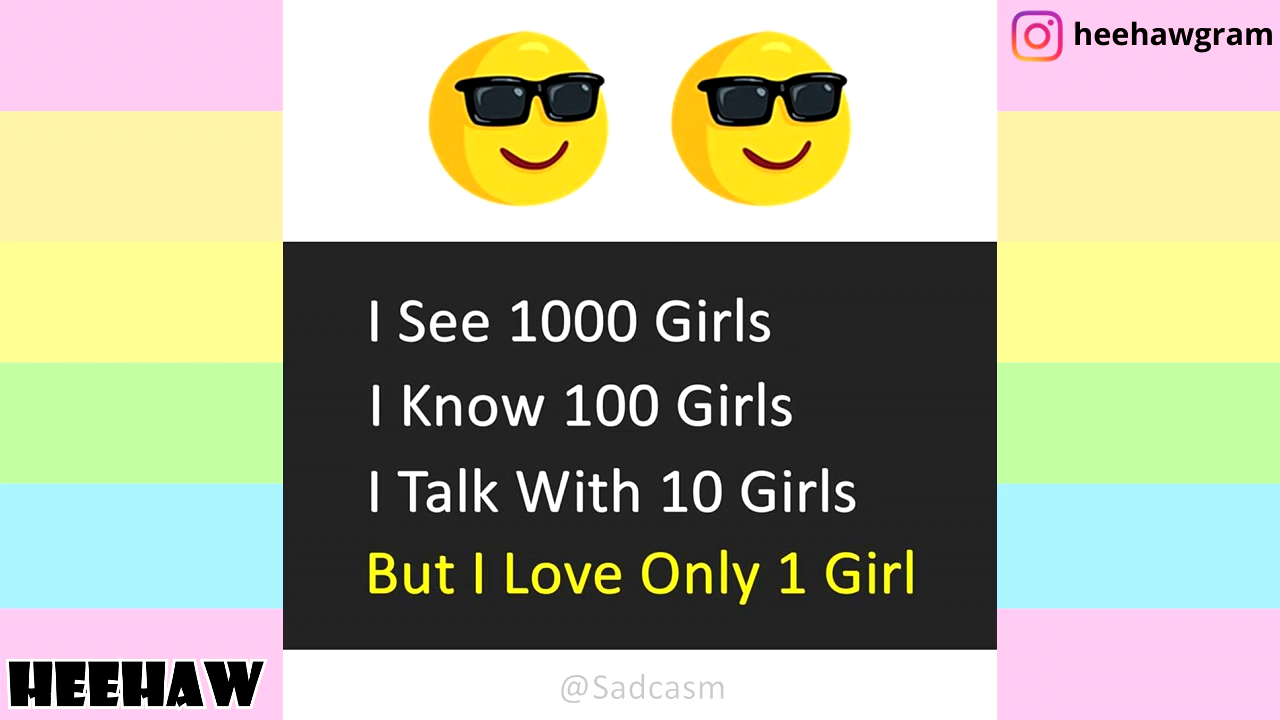 heehawgram
I See 1000 Girls
I Know 100 Girls
I Talk With 10 Girls
But I Love Only 1 Girl
HEEHAW
@Sadcasm